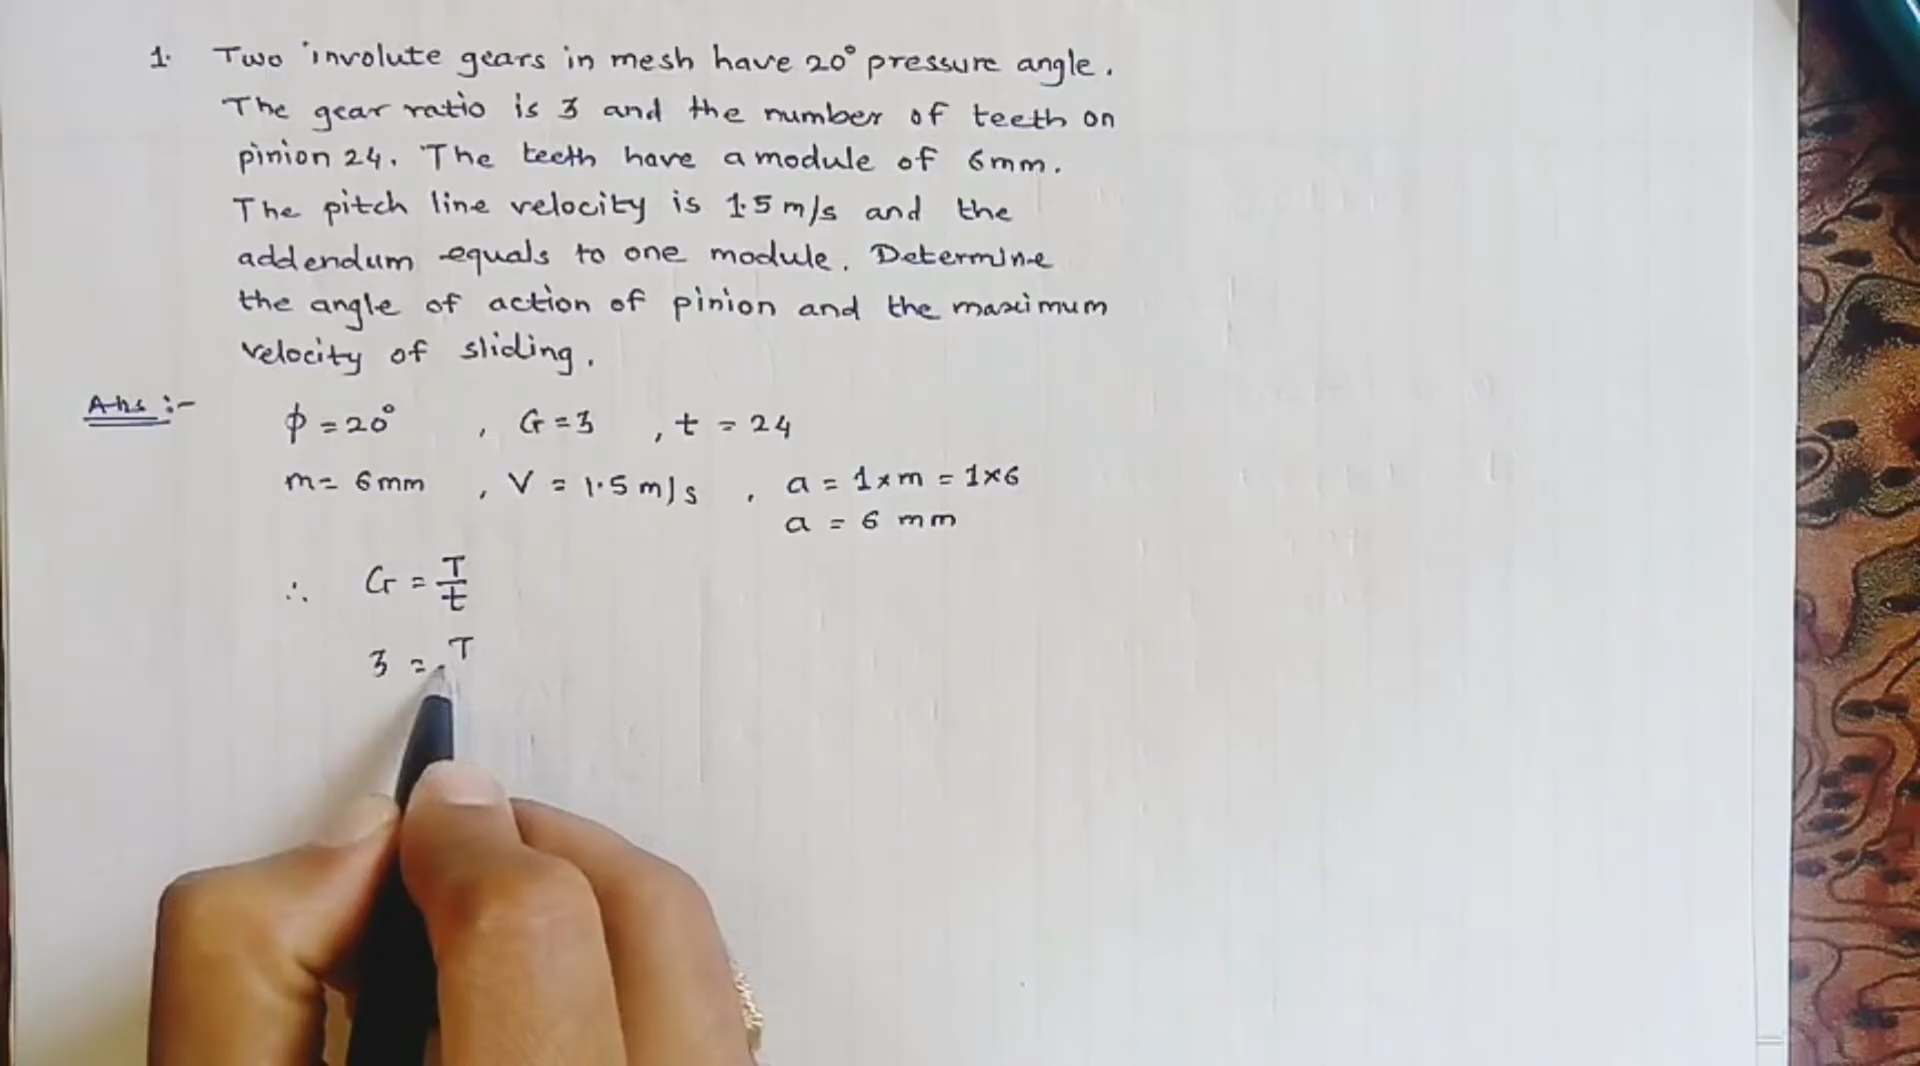 1. Two involute gears in mesh have 20° pressure angle.
The gear ratio is 3 and the number of teeth on
pinion 24. The teeth have a module of 6mm.
The pitch line velocity is 1.5 m/s and the
addendum equals to one module. Determine
the angle of action of pinion and the maximum
velocity of sliding.
Ans :- ϕ = 20° , G = 3 , t = 24
m = 6mm , V = 1.5 m/s , a = 1×m = 1×6
a = 6 mm
∴ G = T/t
3 = T